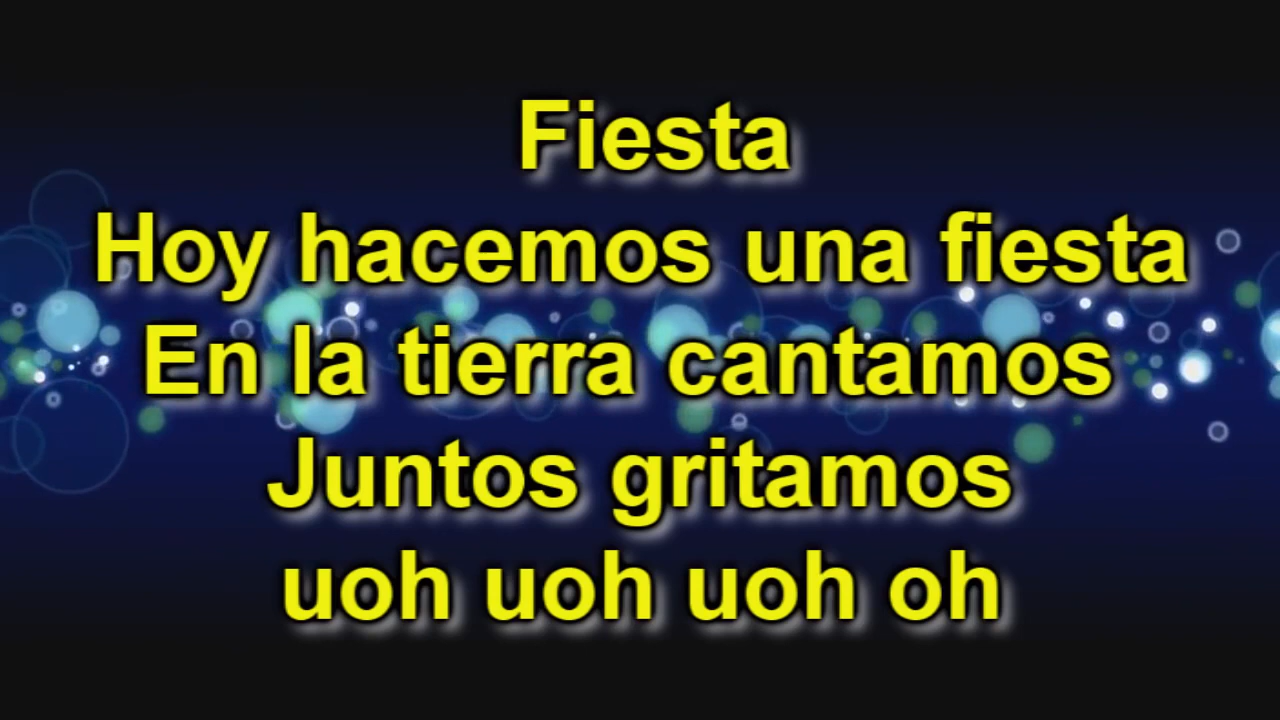 Fiesta
Hoy hacemos una fiesta
En la tierra cantamos
Juntos gritamos
uoh uoh uoh oh